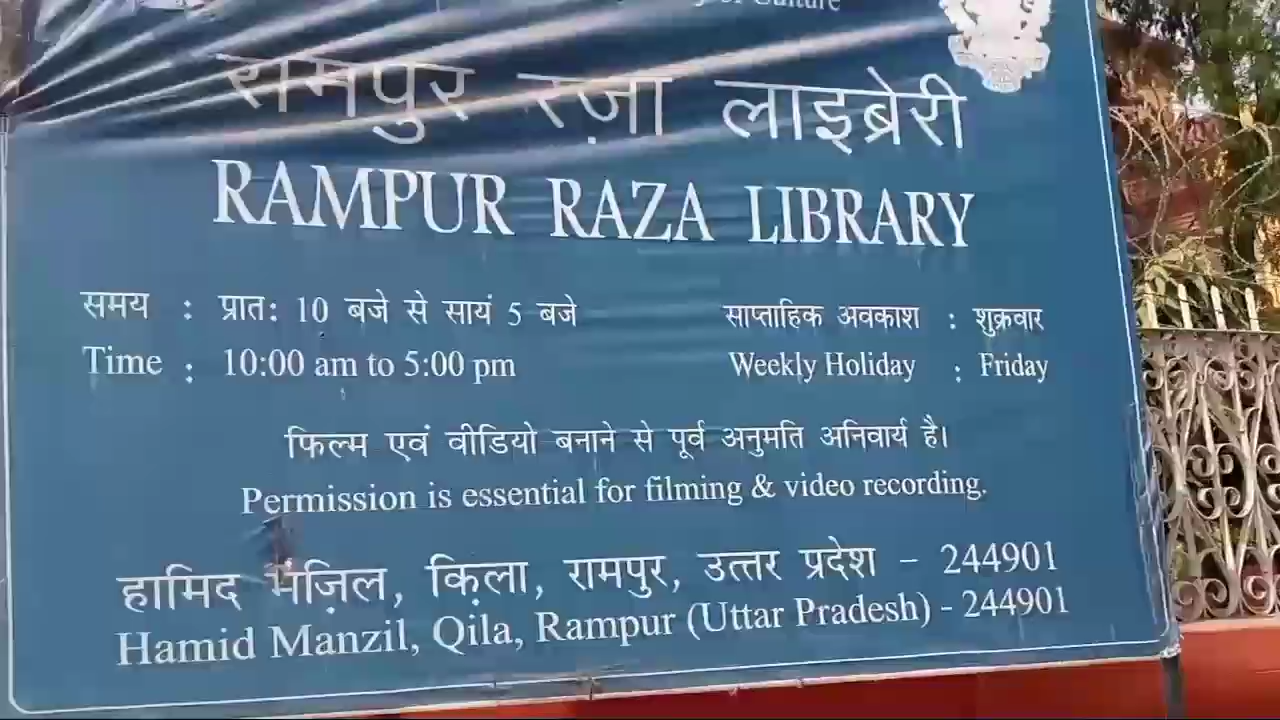 of Culture
रामपुर रज़ा लाइब्रेरी
RAMPUR RAZA LIBRARY
समय : प्रात: 10 बजे से सायं 5 बजे साप्ताहिक अवकाश : शुक्रवार
Time : 10:00 am to 5:00 pm Weekly Holiday : Friday
फिल्म एवं वीडियो बनाने से पूर्व अनुमति अनिवार्य है।
Permission is essential for filming & video recording.
हामिद मंज़िल, क़िला, रामपुर, उत्तर प्रदेश - 244901
Hamid Manzil, Qila, Rampur (Uttar Pradesh) - 244901